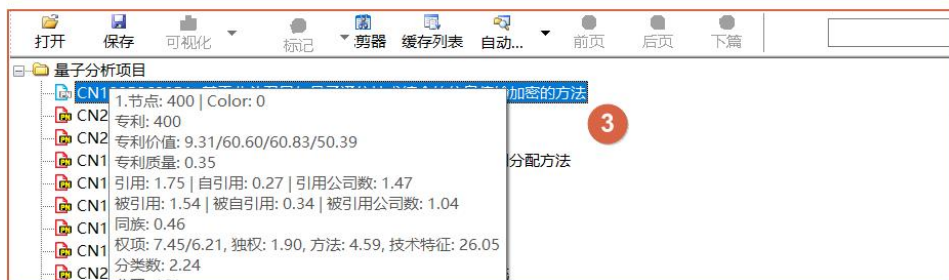 打开 保存 可视化 标记 剪器 缓存列表 自动... 前页 后页 下篇
量子分析项目
CN1 加密的方法
1.节点: 400 | Color: 0
CN2 专利: 400
3
CN2 专利价值: 9.31/60.60/60.83/50.39
CN1 专利质量: 0.35 分配方法
CN1 引用: 1.75 | 自引用: 0.27 | 引用公司数: 1.47
CN1 被引用: 1.54 | 被自引用: 0.34 | 被引用公司数: 1.04
同族: 0.46
CN1 权项: 7.45/6.21, 独权: 1.90, 方法: 4.59, 技术特征: 26.05
CN2 分类数: 2.24